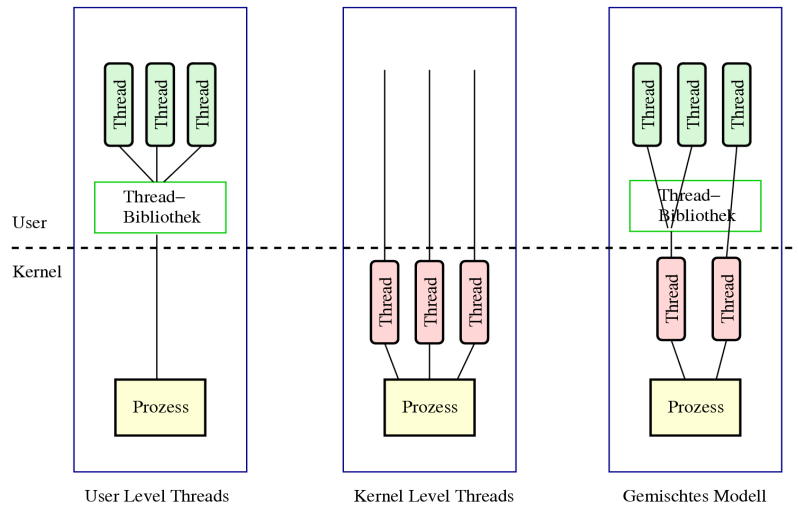 Thread
Thread
Thread
Thread–
Bibliothek
Prozess
User Level Threads
User
Kernel
Thread
Thread
Thread
Prozess
Kernel Level Threads
Thread
Thread
Thread
Thread–
Bibliothek
Thread
Thread
Prozess
Gemischtes Modell